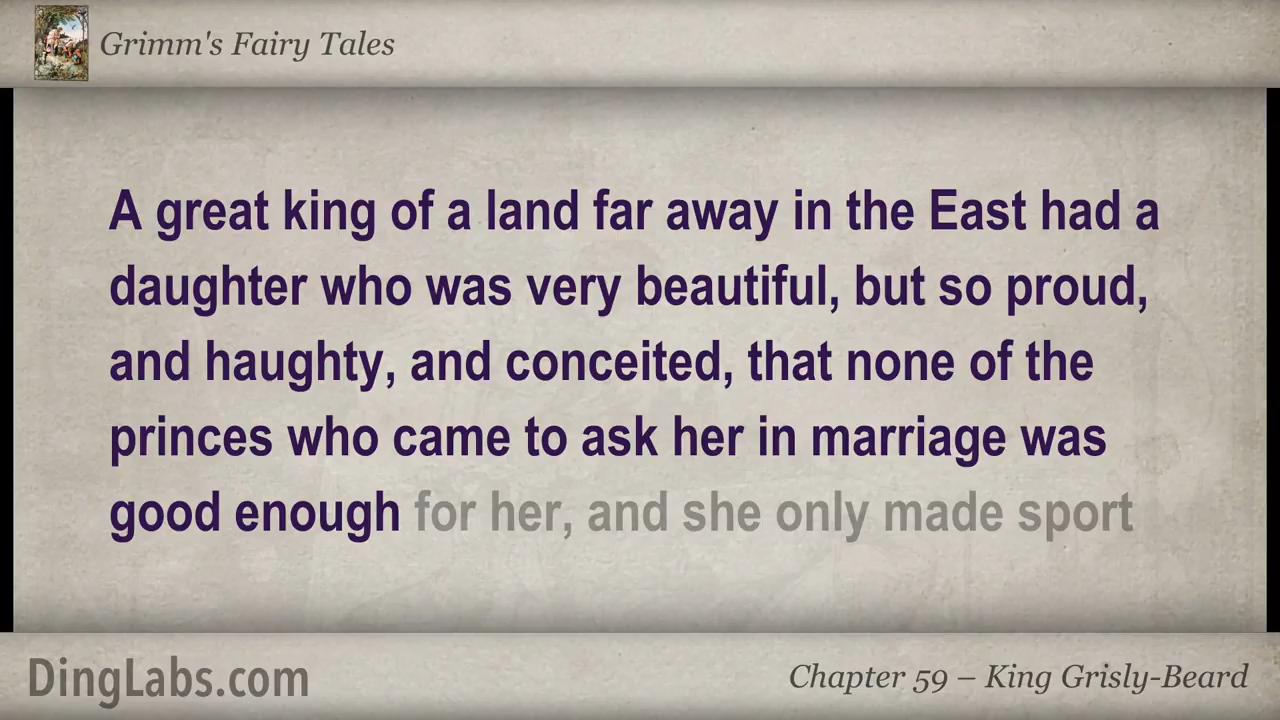 Grimm's Fairy Tales
A great king of a land far away in the East had a
daughter who was very beautiful, but so proud,
and haughty, and conceited, that none of the
princes who came to ask her in marriage was
good enough for her, and she only made sport
DingLabs.com
Chapter 59 – King Grisly-Beard